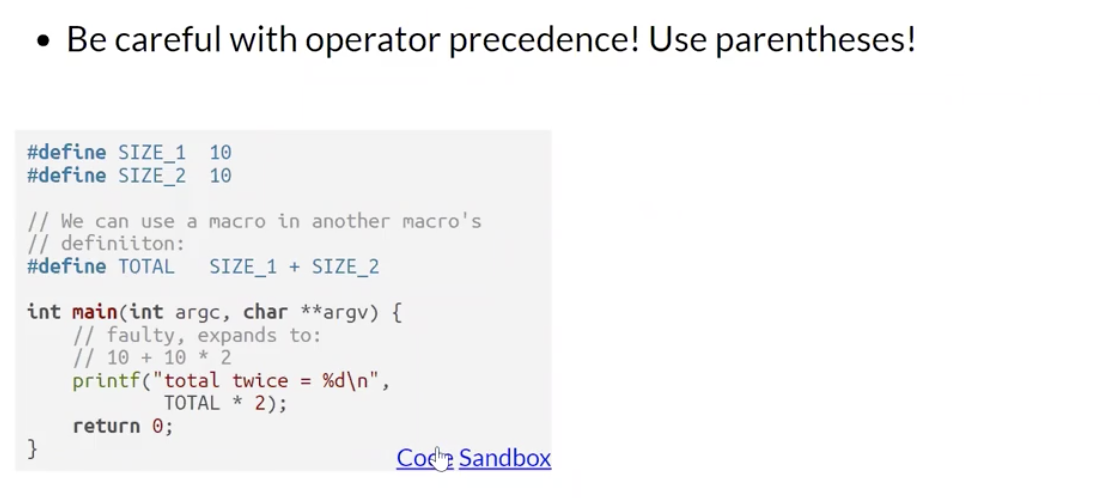 • Be careful with operator precedence! Use parentheses!
#define SIZE_1  10
#define SIZE_2  10
// We can use a macro in another macro's
// definiiton:
#define TOTAL   SIZE_1 + SIZE_2
int main(int argc, char **argv) {
    // faulty, expands to:
    // 10 + 10 * 2
    printf("total twice = %d\n",
            TOTAL * 2);
    return 0;
}
Code Sandbox